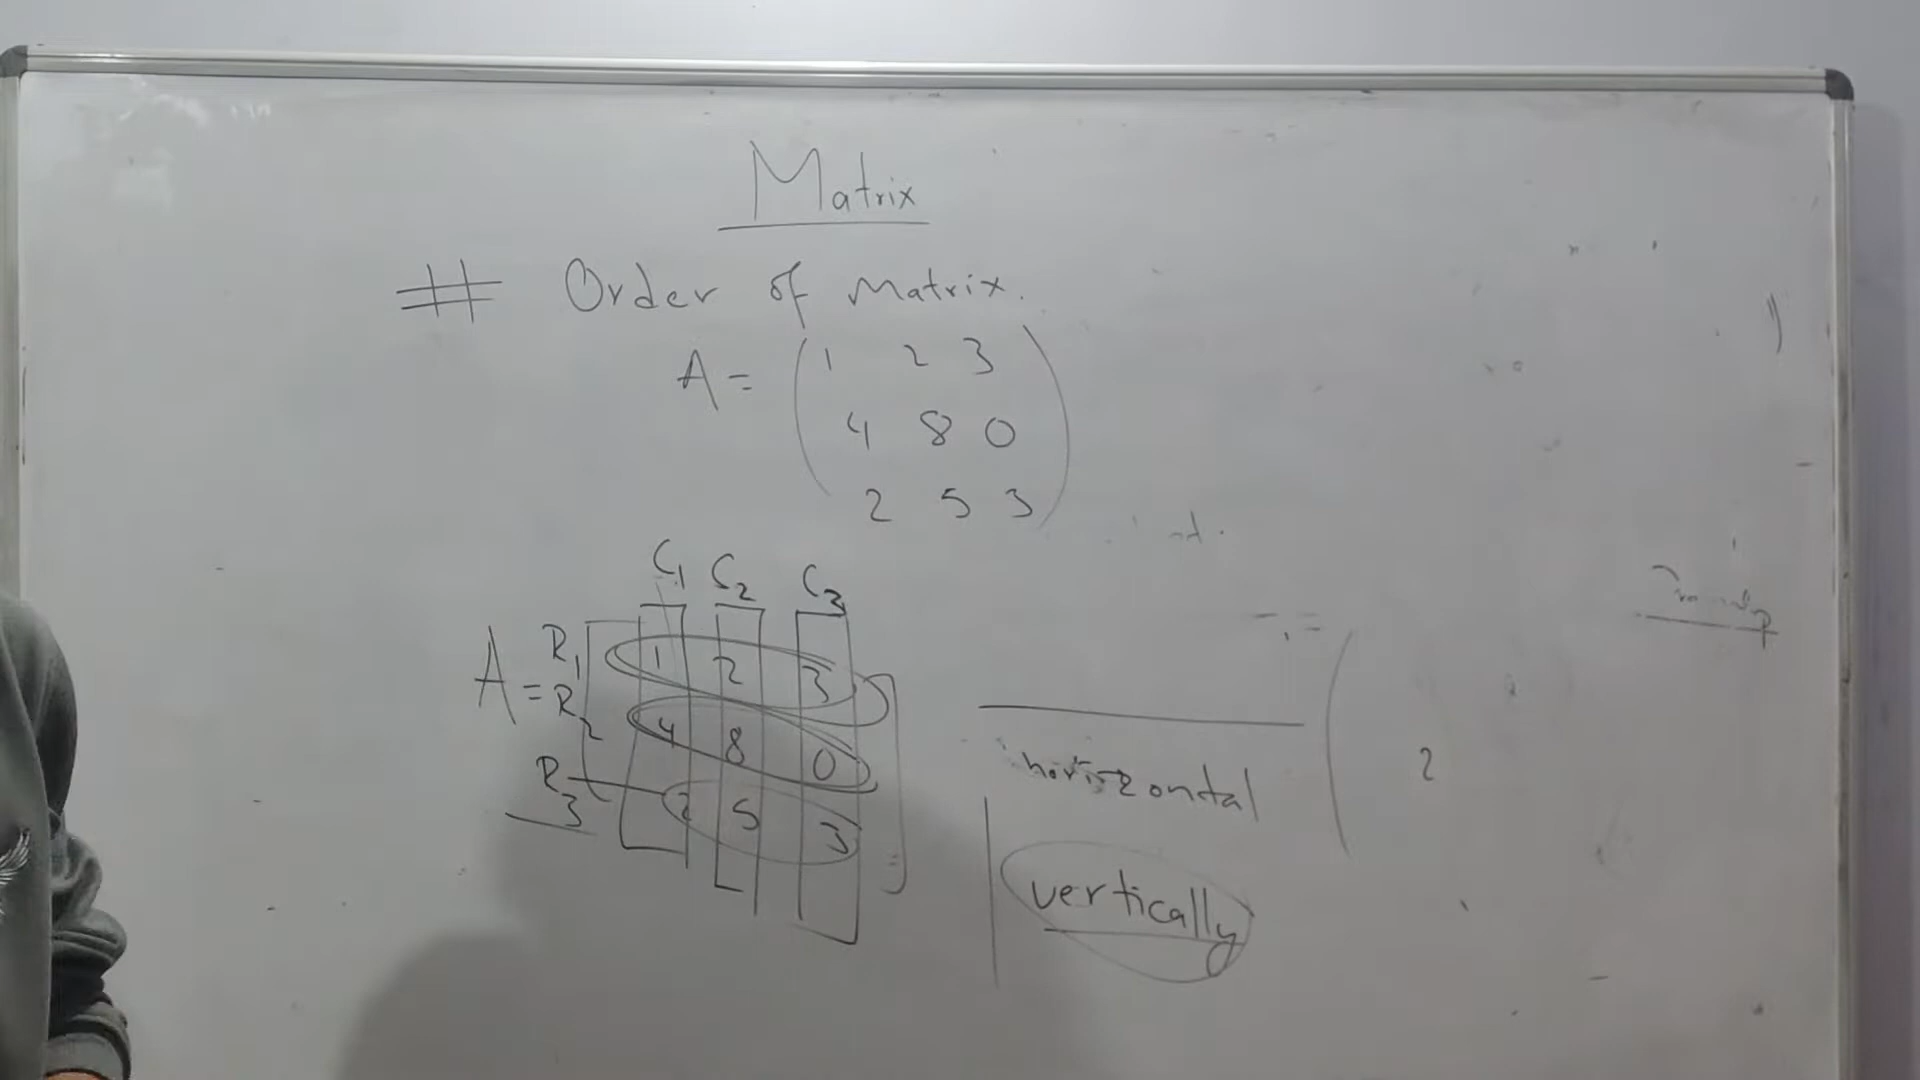 Matrix
# Order of Matrix.
A = ( 1 2 3
4 8 0
2 5 3 )
C1 C2 C3
A = R1 [ 1 2 3
R2 4 8 0
R3 2 5 3 ]
horizontal
( 2
vertically